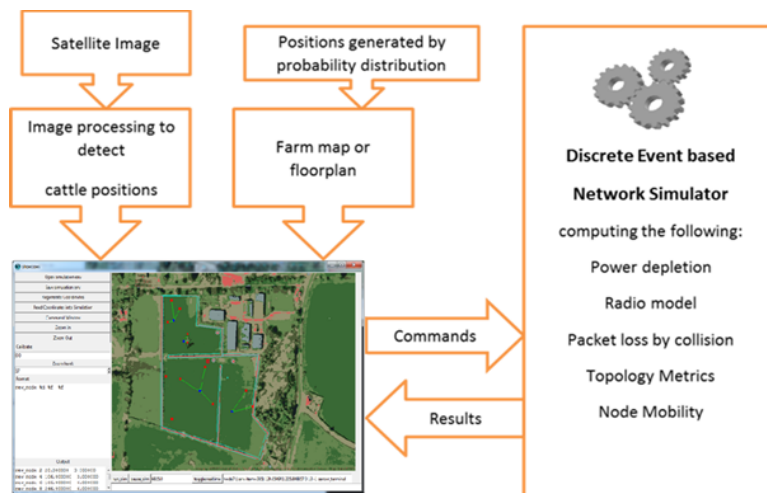 Satellite Image
Positions generated by
probability distribution
Image processing to
detect
cattle positions
Farm map or
floorplan
Discrete Event based
Network Simulator
computing the following:
Power depletion
Radio model
Packet loss by collision
Topology Metrics
Node Mobility
Commands
Results
Zoom In
Zoom Out